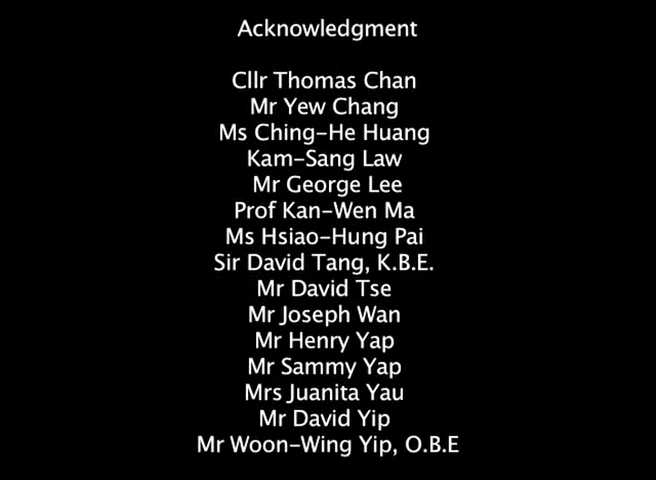 Acknowledgment
Cllr Thomas Chan
Mr Yew Chang
Ms Ching-He Huang
Kam-Sang Law
Mr George Lee
Prof Kan-Wen Ma
Ms Hsiao-Hung Pai
Sir David Tang, K.B.E.
Mr David Tse
Mr Joseph Wan
Mr Henry Yap
Mr Sammy Yap
Mrs Juanita Yau
Mr David Yip
Mr Woon-Wing Yip, O.B.E